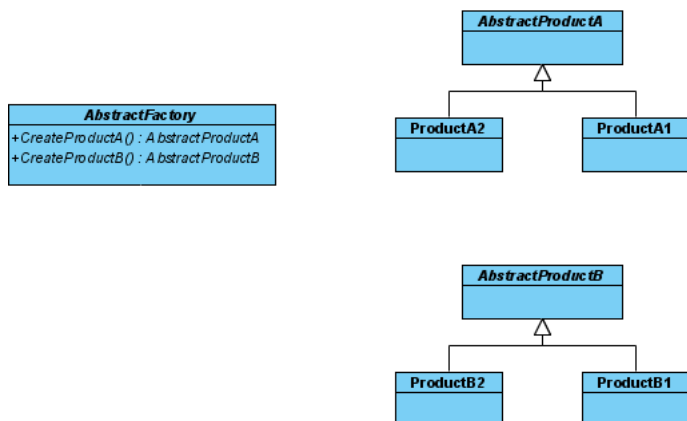 AbstractProductA
AbstractFactory
+CreateProductA() : AbstractProductA
+CreateProductB() : AbstractProductB
ProductA2
ProductA1
AbstractProductB
ProductB2
ProductB1